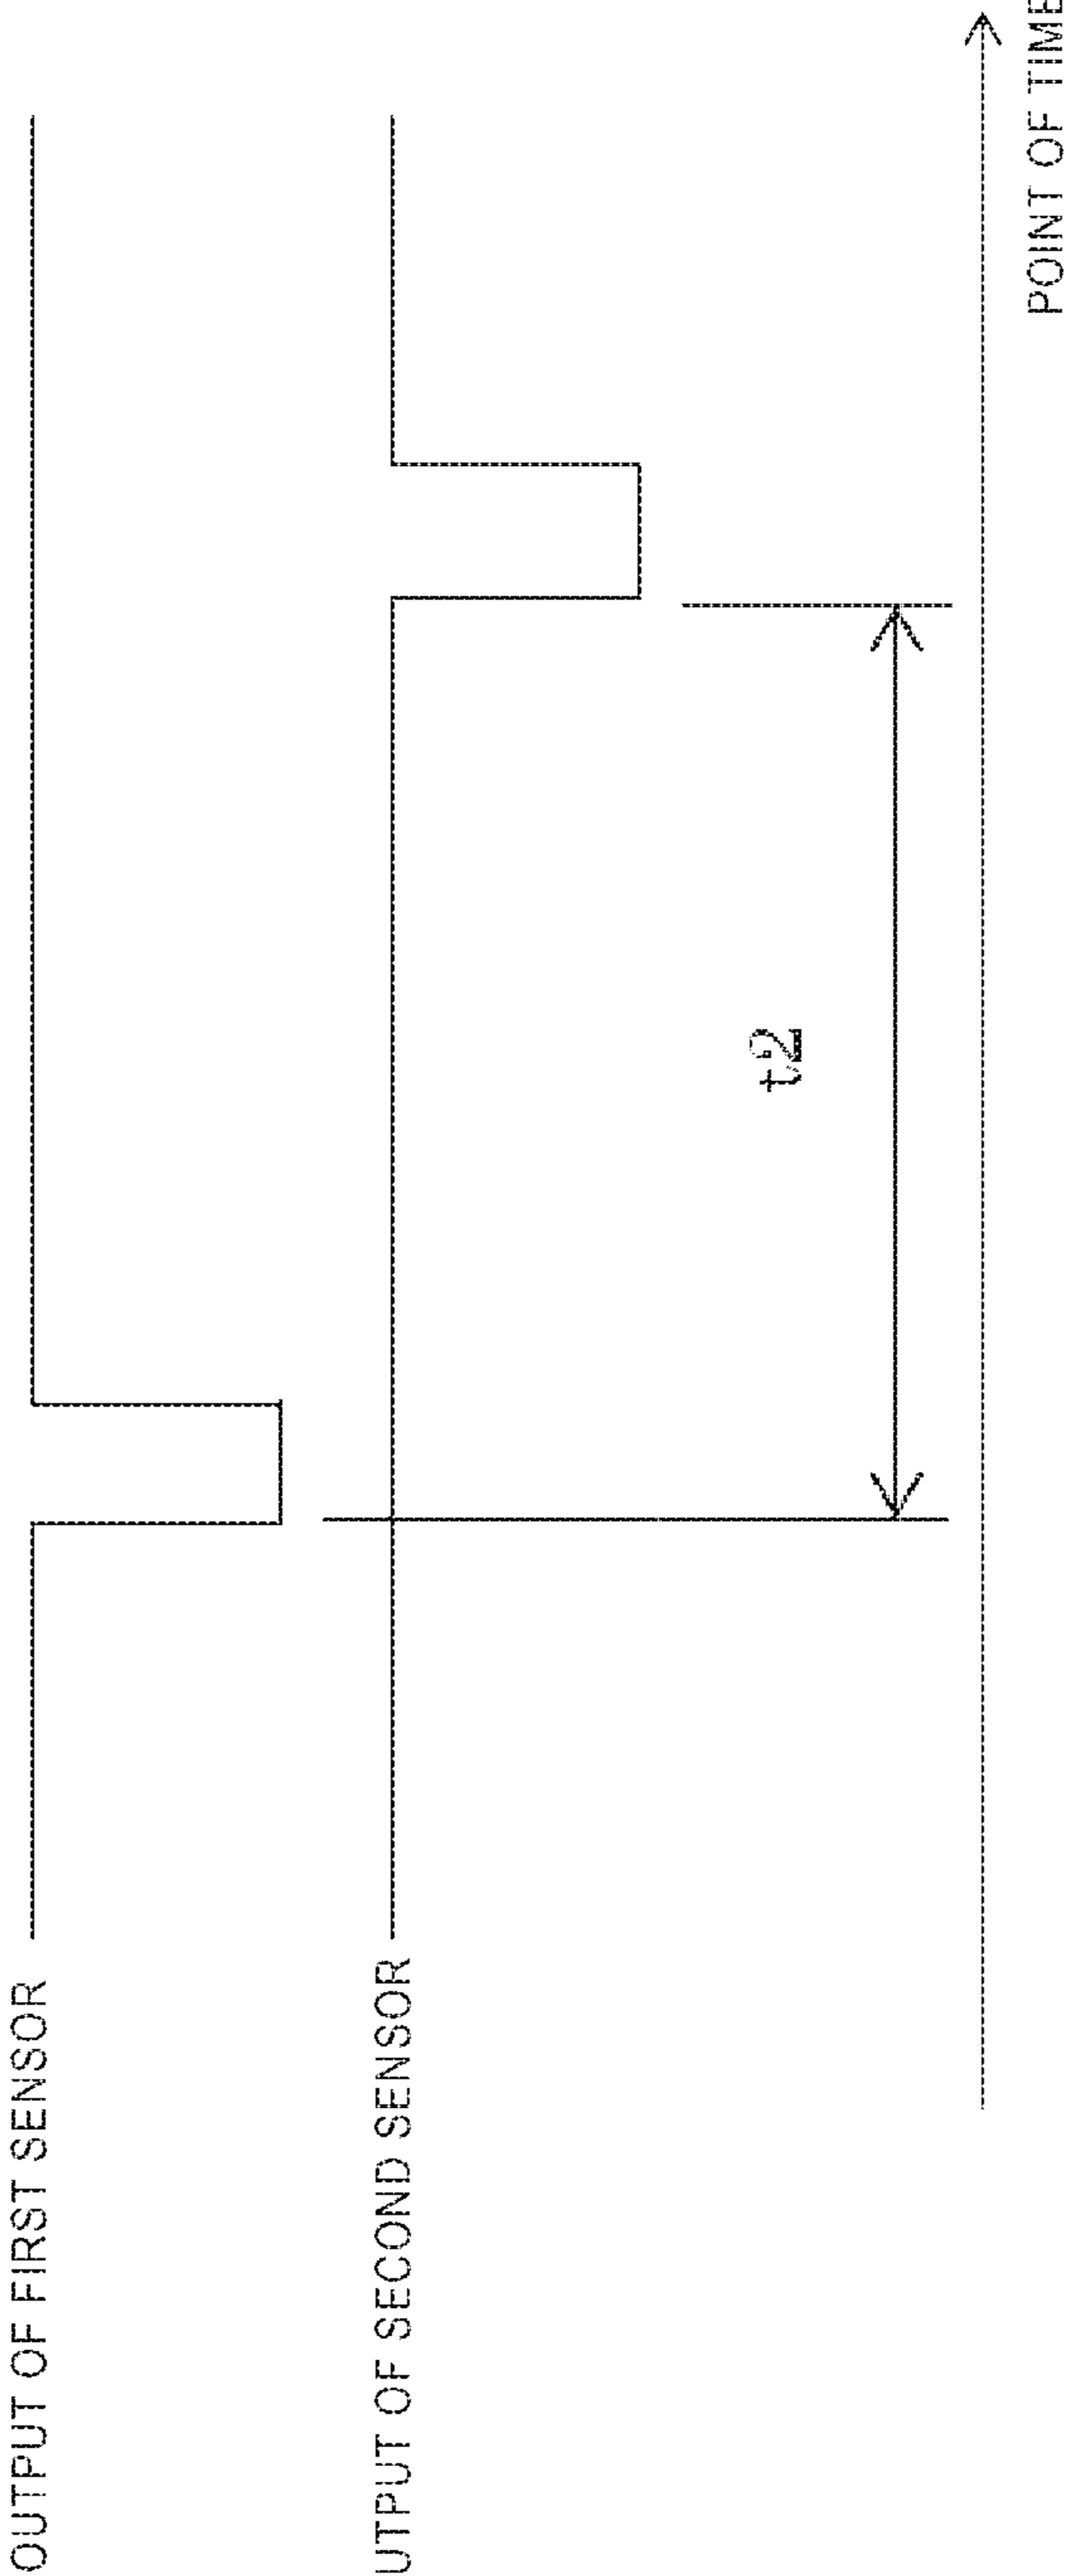 OUTPUT OF FIRST SENSOR
UTPUT OF SECOND SENSOR
t2
POINT OF TIME